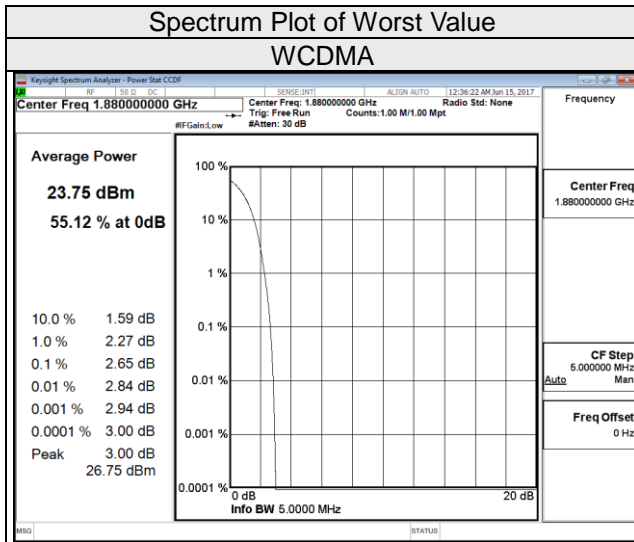 Spectrum Plot of Worst Value
WCDMA
Keysight Spectrum Analyzer - Power Stat CCDF
RF 50 Ω DC SENSE:INT ALIGN AUTO 12:36:22 AM Jun 15, 2017
Center Freq 1.880000000 GHz
Center Freq: 1.880000000 GHz Radio Std: None
Trig: Free Run Counts:1.00 M/1.00 Mpt
#IFGain:Low #Atten: 30 dB
Frequency
Average Power
23.75 dBm
55.12 % at 0dB
10.0 % 1.59 dB
1.0 % 2.27 dB
0.1 % 2.65 dB
0.01 % 2.84 dB
0.001 % 2.94 dB
0.0001 % 3.00 dB
Peak 3.00 dB
26.75 dBm
100 %
10 %
1 %
0.1 %
0.01 %
0.001 %
0.0001 %
0 dB 20 dB
Info BW 5.0000 MHz
Center Freq
1.880000000 GHz
CF Step
5.000000 MHz
Auto Man
Freq Offset
0 Hz
MSG STATUS